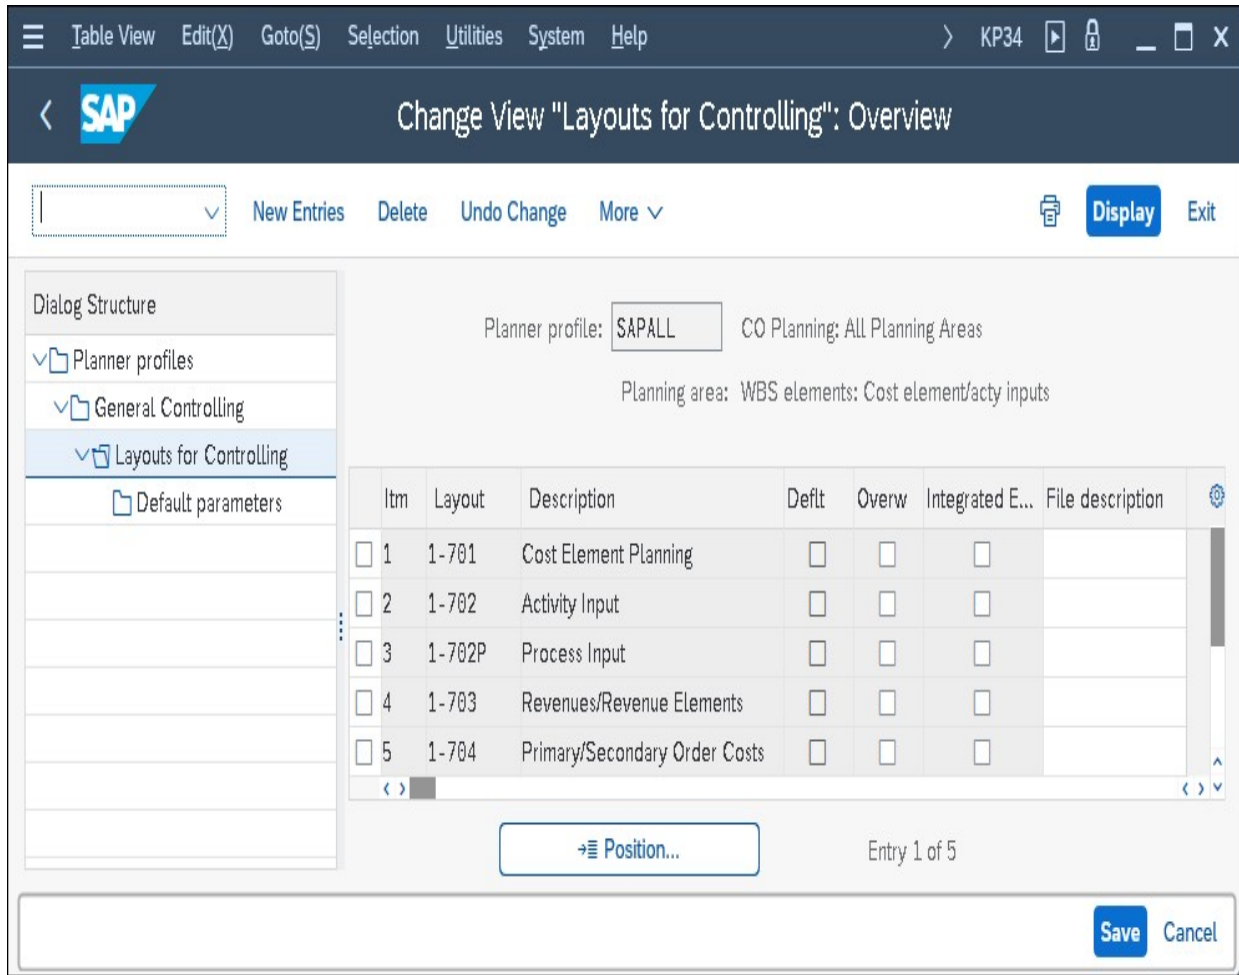 Table View Edit(X) Goto(S) Selection Utilities System Help KP34
SAP Change View "Layouts for Controlling": Overview
New Entries Delete Undo Change More Display Exit
Dialog Structure
Planner profiles
General Controlling
Layouts for Controlling
Default parameters
Planner profile: SAPALL CO Planning: All Planning Areas
Planning area: WBS elements: Cost element/acty inputs
Itm Layout Description Deflt Overw Integrated E... File description
1 1-701 Cost Element Planning
2 1-702 Activity Input
3 1-702P Process Input
4 1-703 Revenues/Revenue Elements
5 1-704 Primary/Secondary Order Costs
Position... Entry 1 of 5
Save Cancel